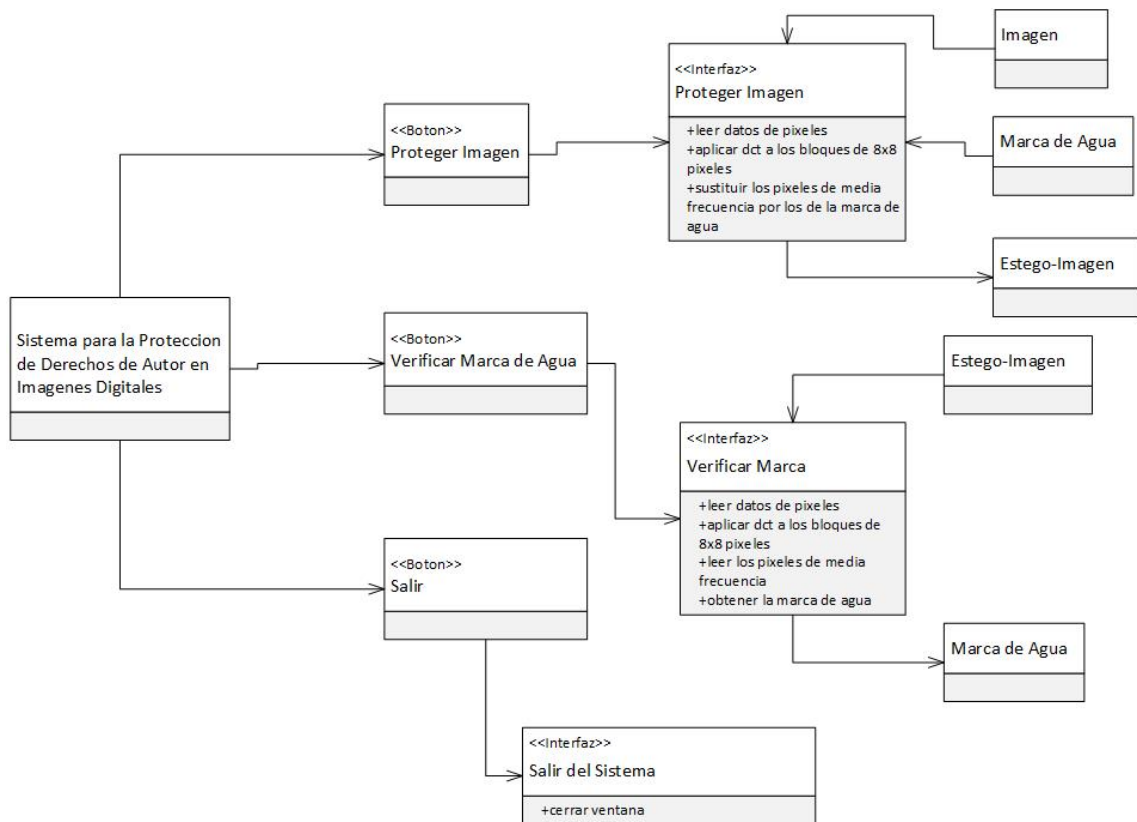 Imagen
<<Interfaz>>
Proteger Imagen
+leer datos de pixeles
+aplicar dct a los bloques de 8x8
pixeles
+sustituir los pixeles de media
frecuencia por los de la marca de
agua
<<Boton>>
Proteger Imagen
Marca de Agua
Estego-Imagen
Sistema para la Proteccion
de Derechos de Autor en
Imagenes Digitales
<<Boton>>
Verificar Marca de Agua
Estego-Imagen
<<Interfaz>>
Verificar Marca
+leer datos de pixeles
+aplicar dct a los bloques de
8x8 pixeles
+leer los pixeles de media
frecuencia
+obtener la marca de agua
<<Boton>>
Salir
Marca de Agua
<<Interfaz>>
Salir del Sistema
+cerrar ventana